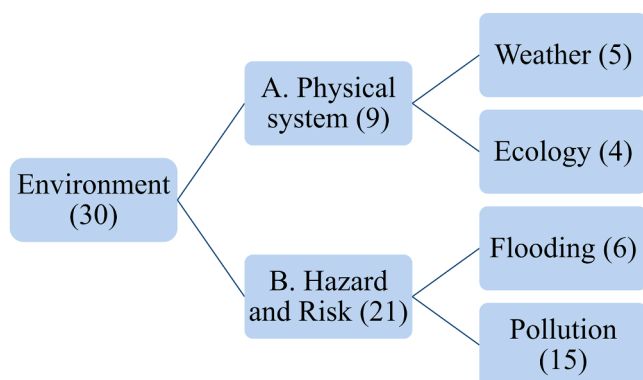 Environment
(30)
A. Physical
system (9)
B. Hazard
and Risk (21)
Weather (5)
Ecology (4)
Flooding (6)
Pollution
(15)